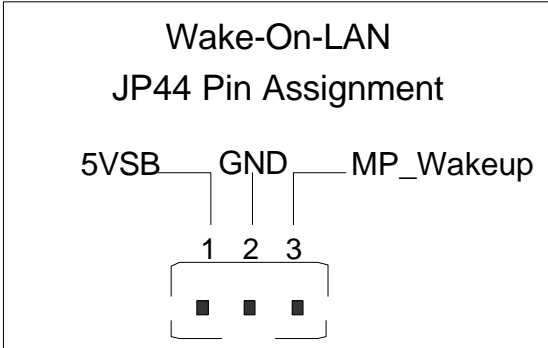 Wake-On-LAN
JP44 Pin Assignment
5VSB GND MP_Wakeup
1 2 3